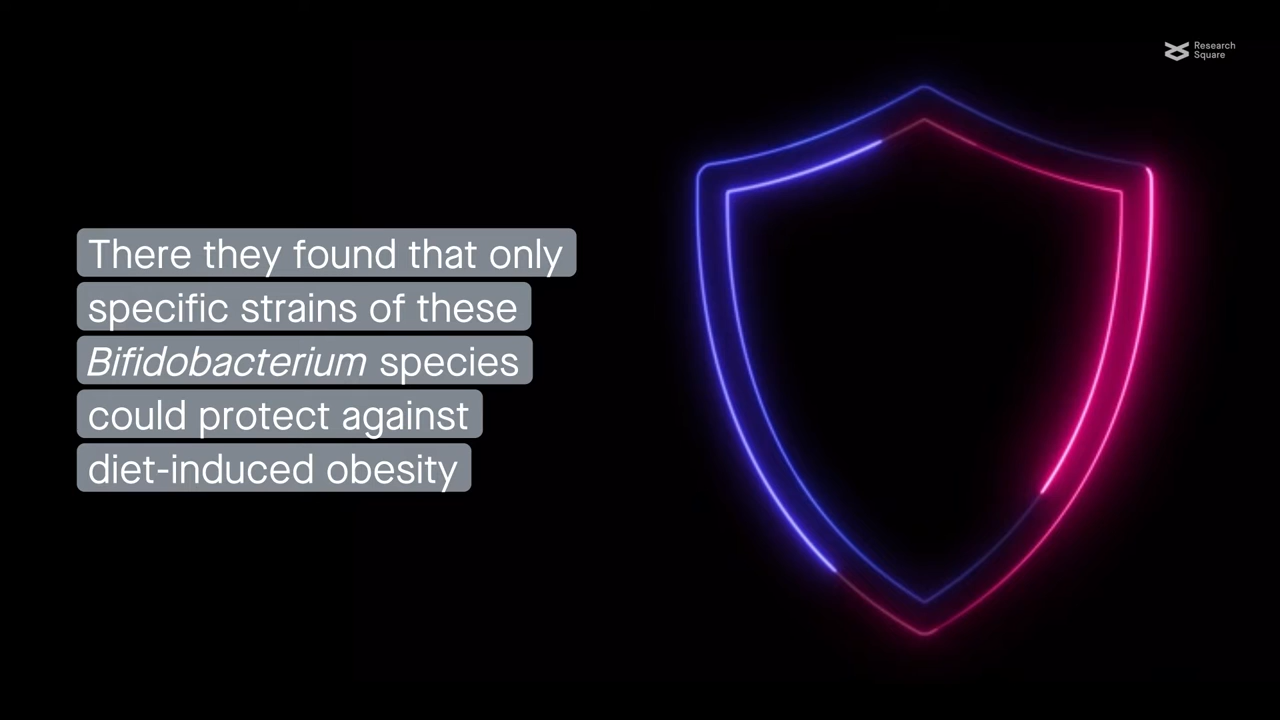 Research
Square
There they found that only
specific strains of these
Bifidobacterium species
could protect against
diet-induced obesity